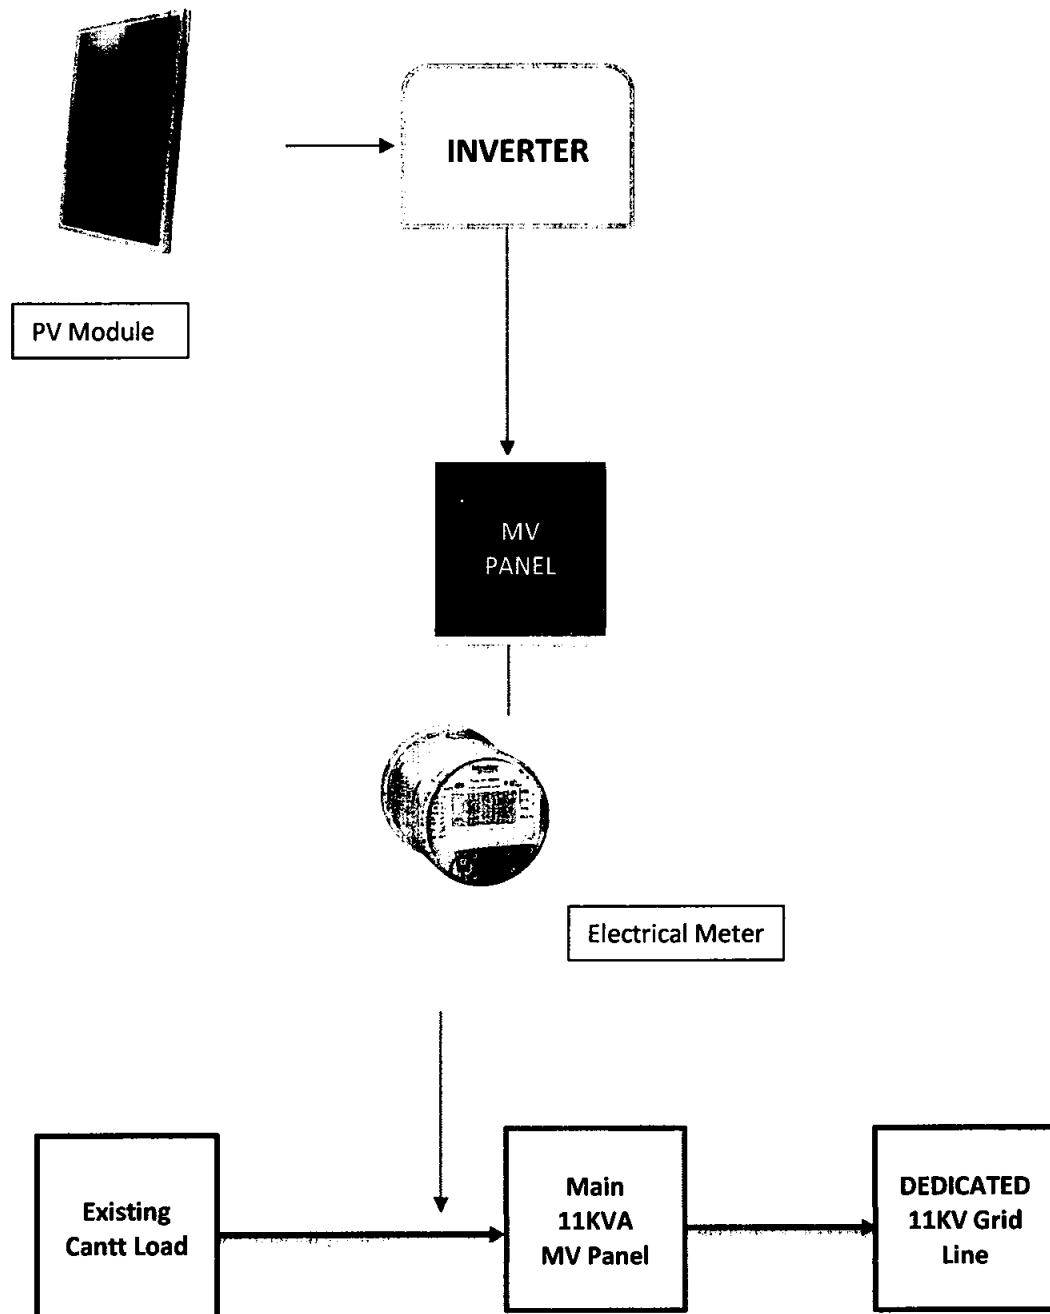 INVERTER
PV Module
MV
PANEL
Electrical Meter
Existing
Cantt Load
Main
11KVA
MV Panel
DEDICATED
11KV Grid
Line